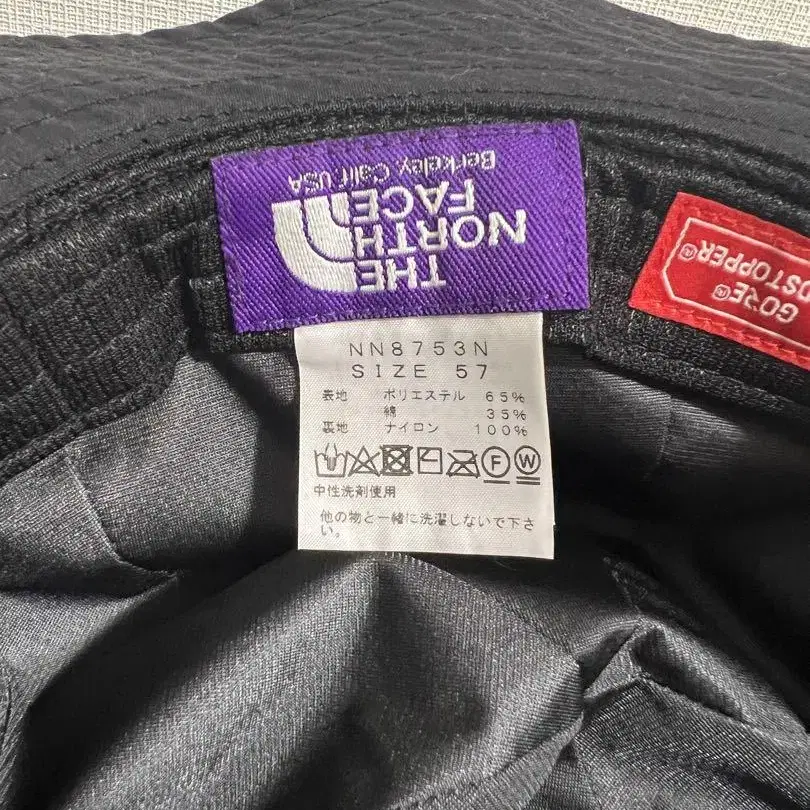 THE
NORTH
FACE
Berkeley, Calif USA
GORE®
DSTOPPER®
NN8753N
SIZE 57
表地 ポリエステル 65%
綿 35%
裏地 ナイロン 100%
F W
中性洗剤使用
他の物と一緒に洗濯しないで下さ
い。